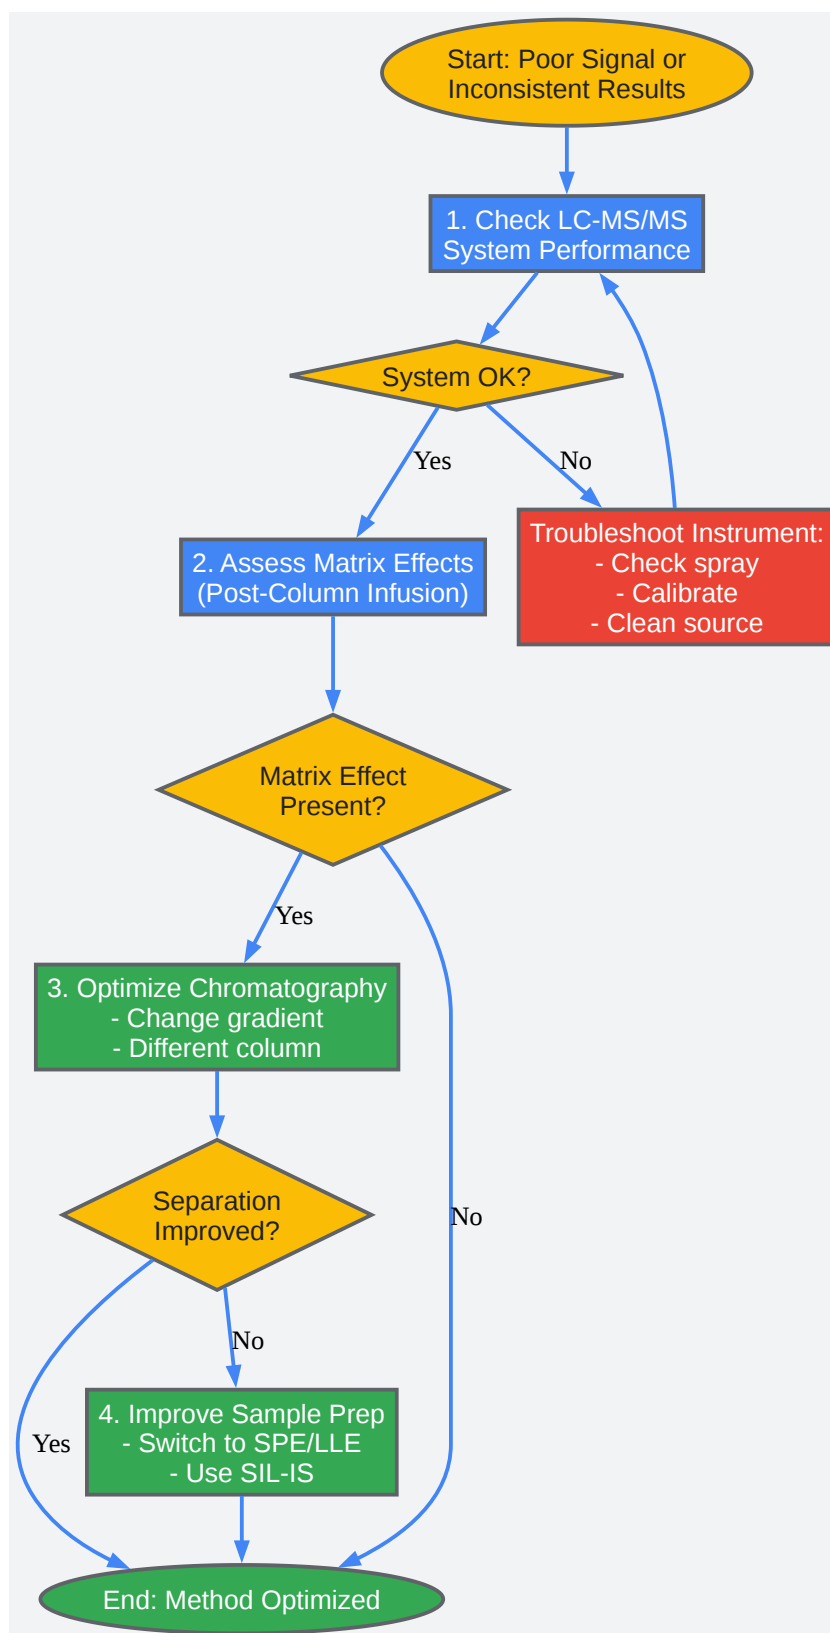 Start: Poor Signal or
Inconsistent Results
1. Check LC-MS/MS
System Performance
System OK?
Yes
No
Troubleshoot Instrument:
- Check spray
- Calibrate
- Clean source
2. Assess Matrix Effects
(Post-Column Infusion)
Matrix Effect
Present?
Yes
3. Optimize Chromatography
- Change gradient
- Different column
Separation
Improved?
No
No
4. Improve Sample Prep
- Switch to SPE/LLE
- Use SIL-IS
Yes
End: Method Optimized